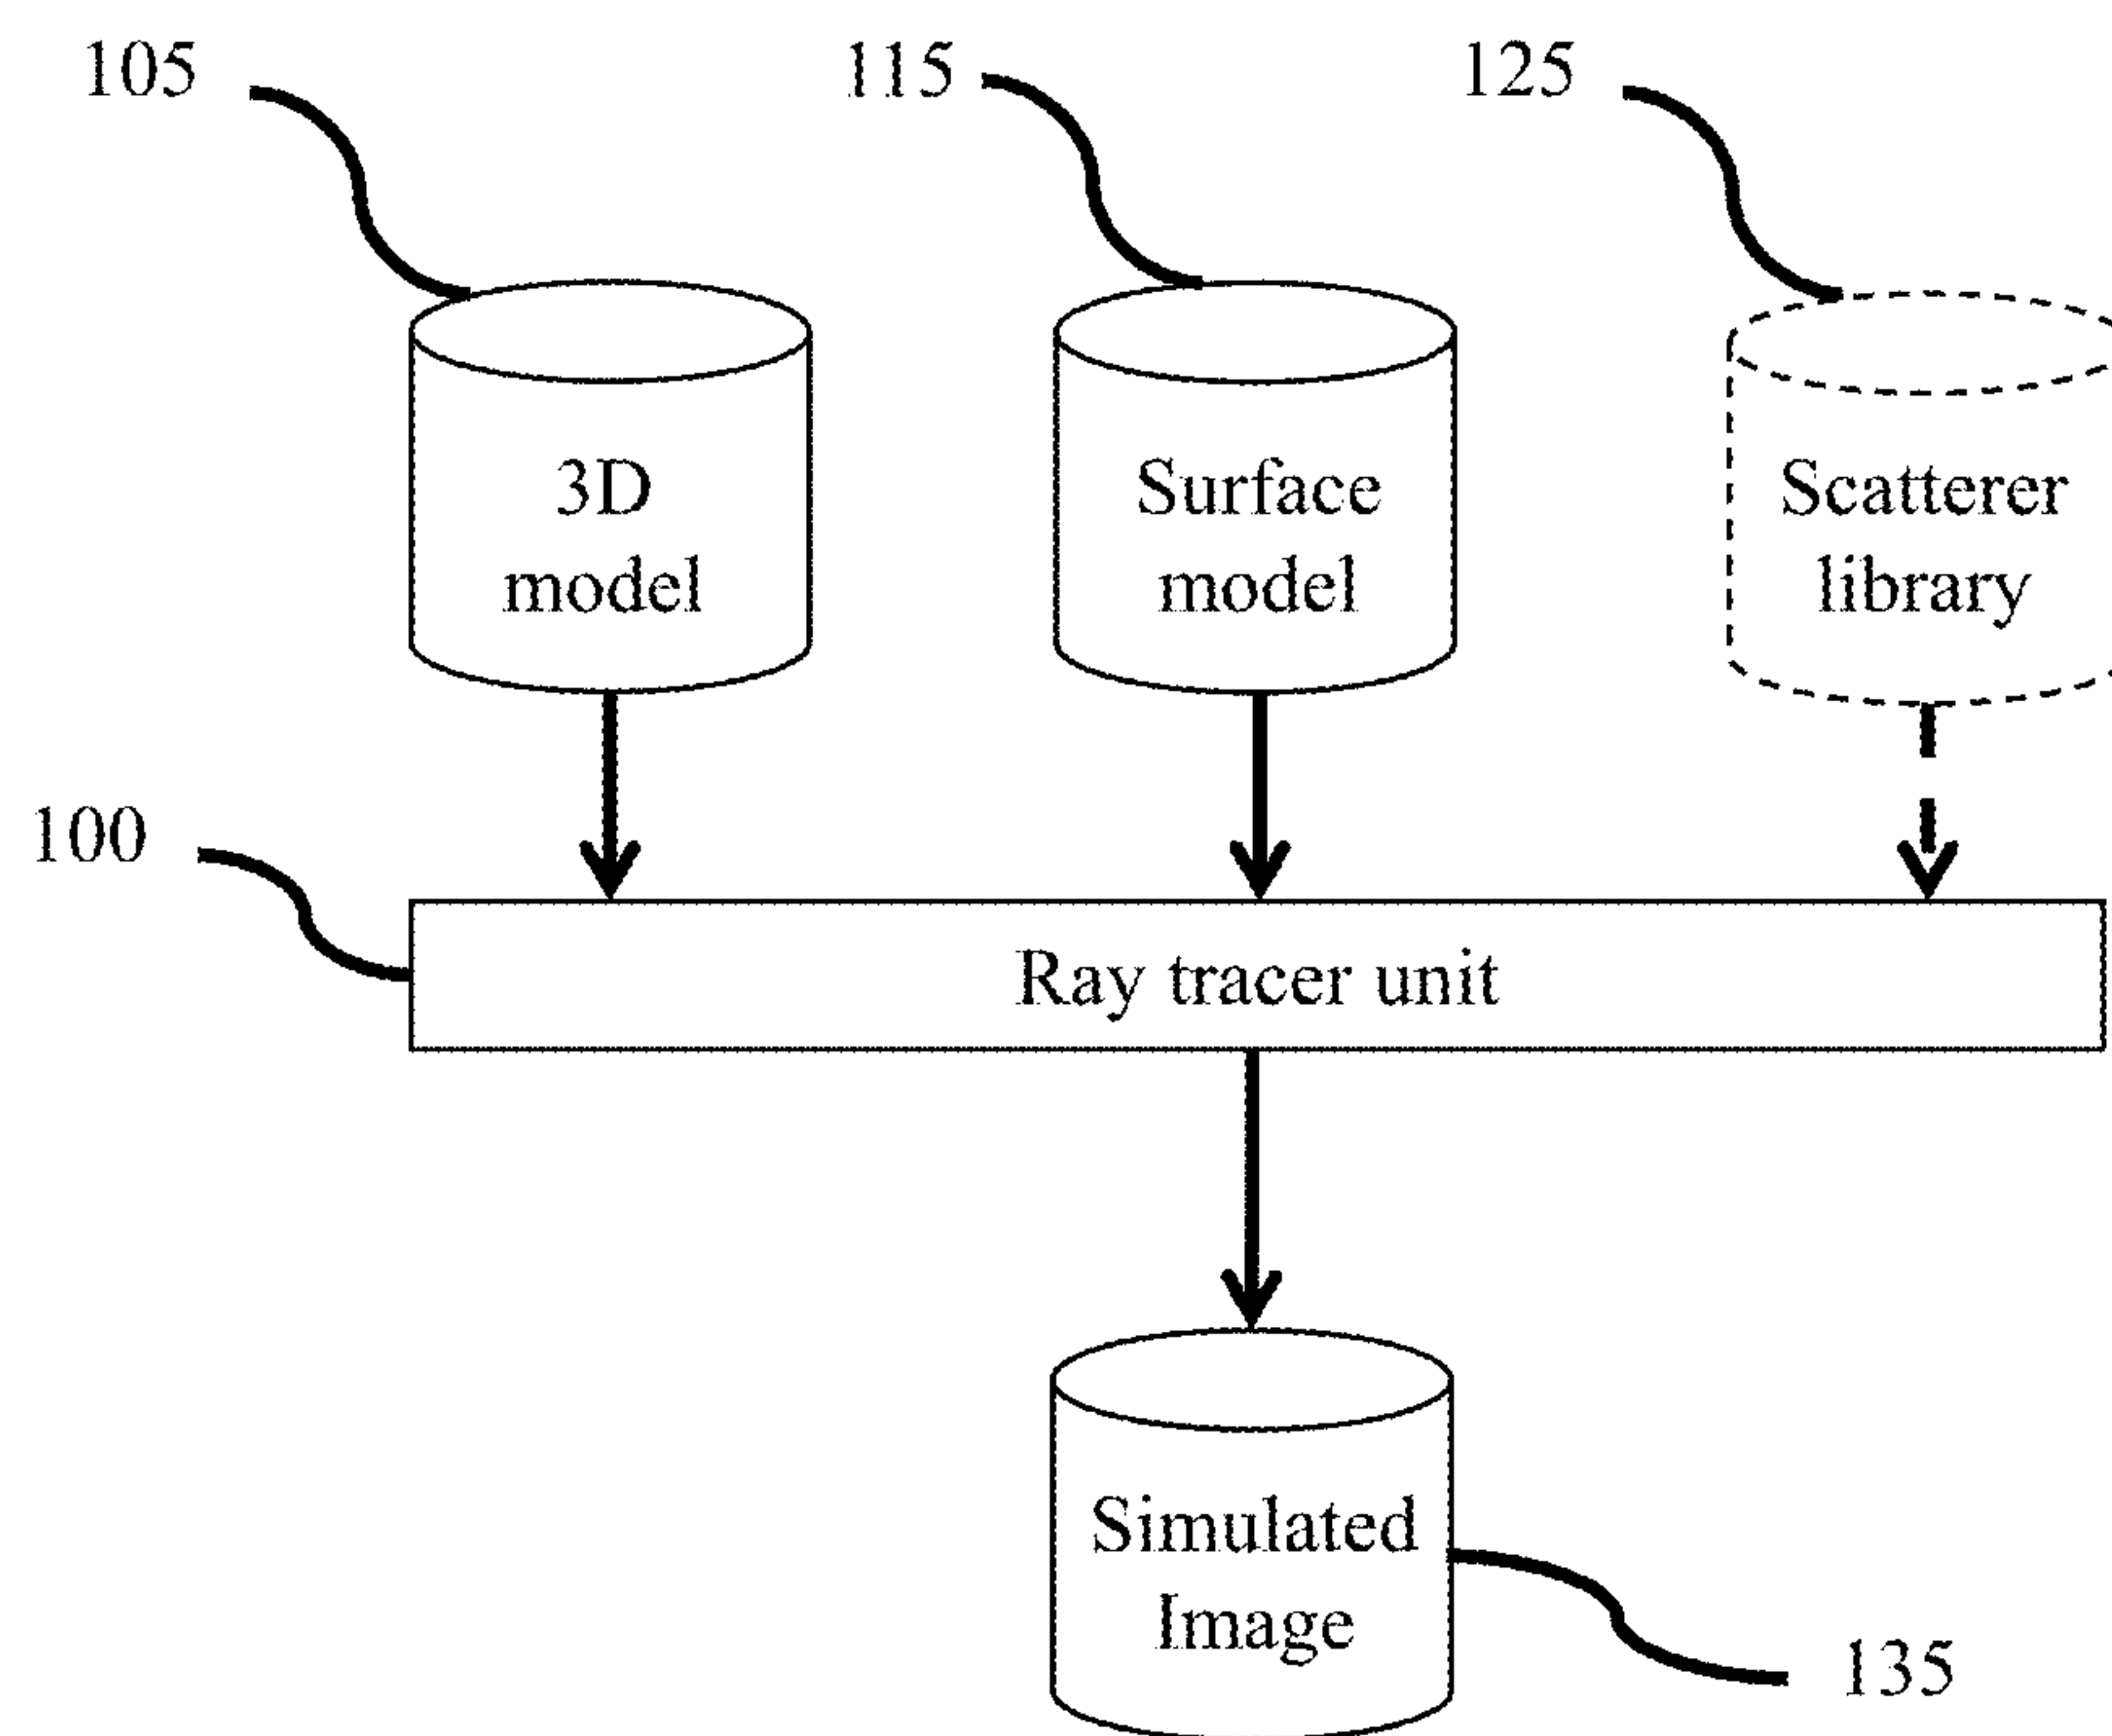 105
115
125
3D
model
Surface
model
Scatterer
library
100
Ray tracer unit
Simulated
Image
135